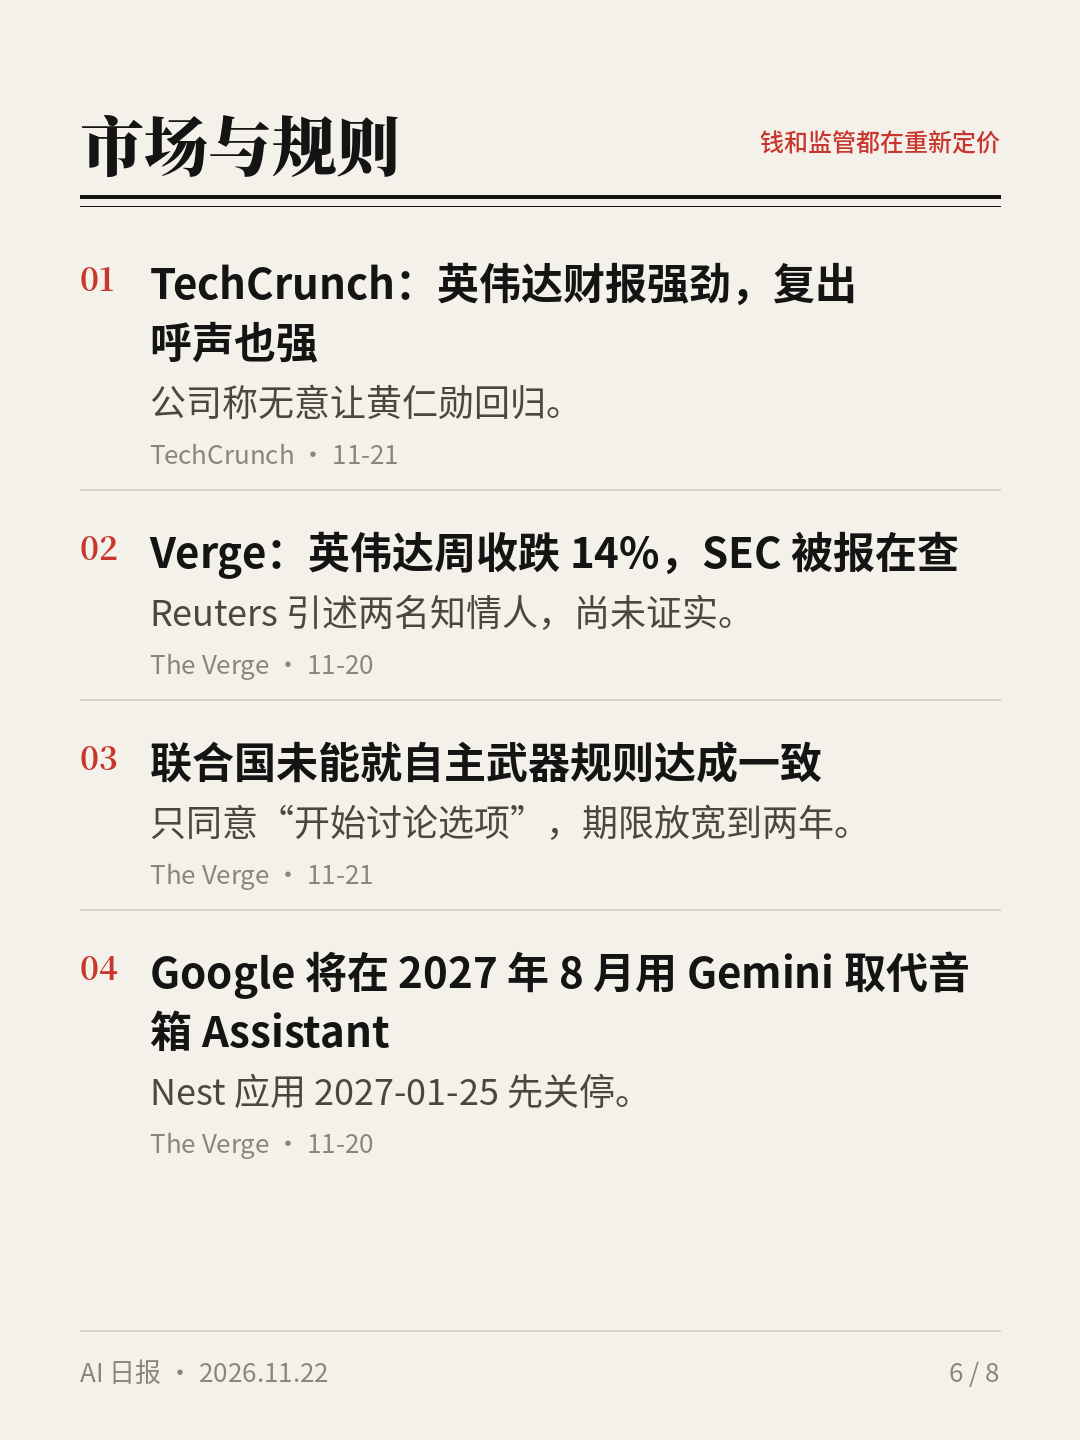 市场与规则
钱和监管都在重新定价
01
TechCrunch：英伟达财报强劲，复出
呼声也强
公司称无意让黄仁勋回归。
TechCrunch · 11-21
02
Verge：英伟达周收跌 14%，SEC 被报在查
Reuters 引述两名知情人，尚未证实。
The Verge · 11-20
03
联合国未能就自主武器规则达成一致
只同意“开始讨论选项”，期限放宽到两年。
The Verge · 11-21
04
Google 将在 2027 年 8 月用 Gemini 取代音
箱 Assistant
Nest 应用 2027-01-25 先关停。
The Verge · 11-20
AI 日报 · 2026.11.22
6 / 8